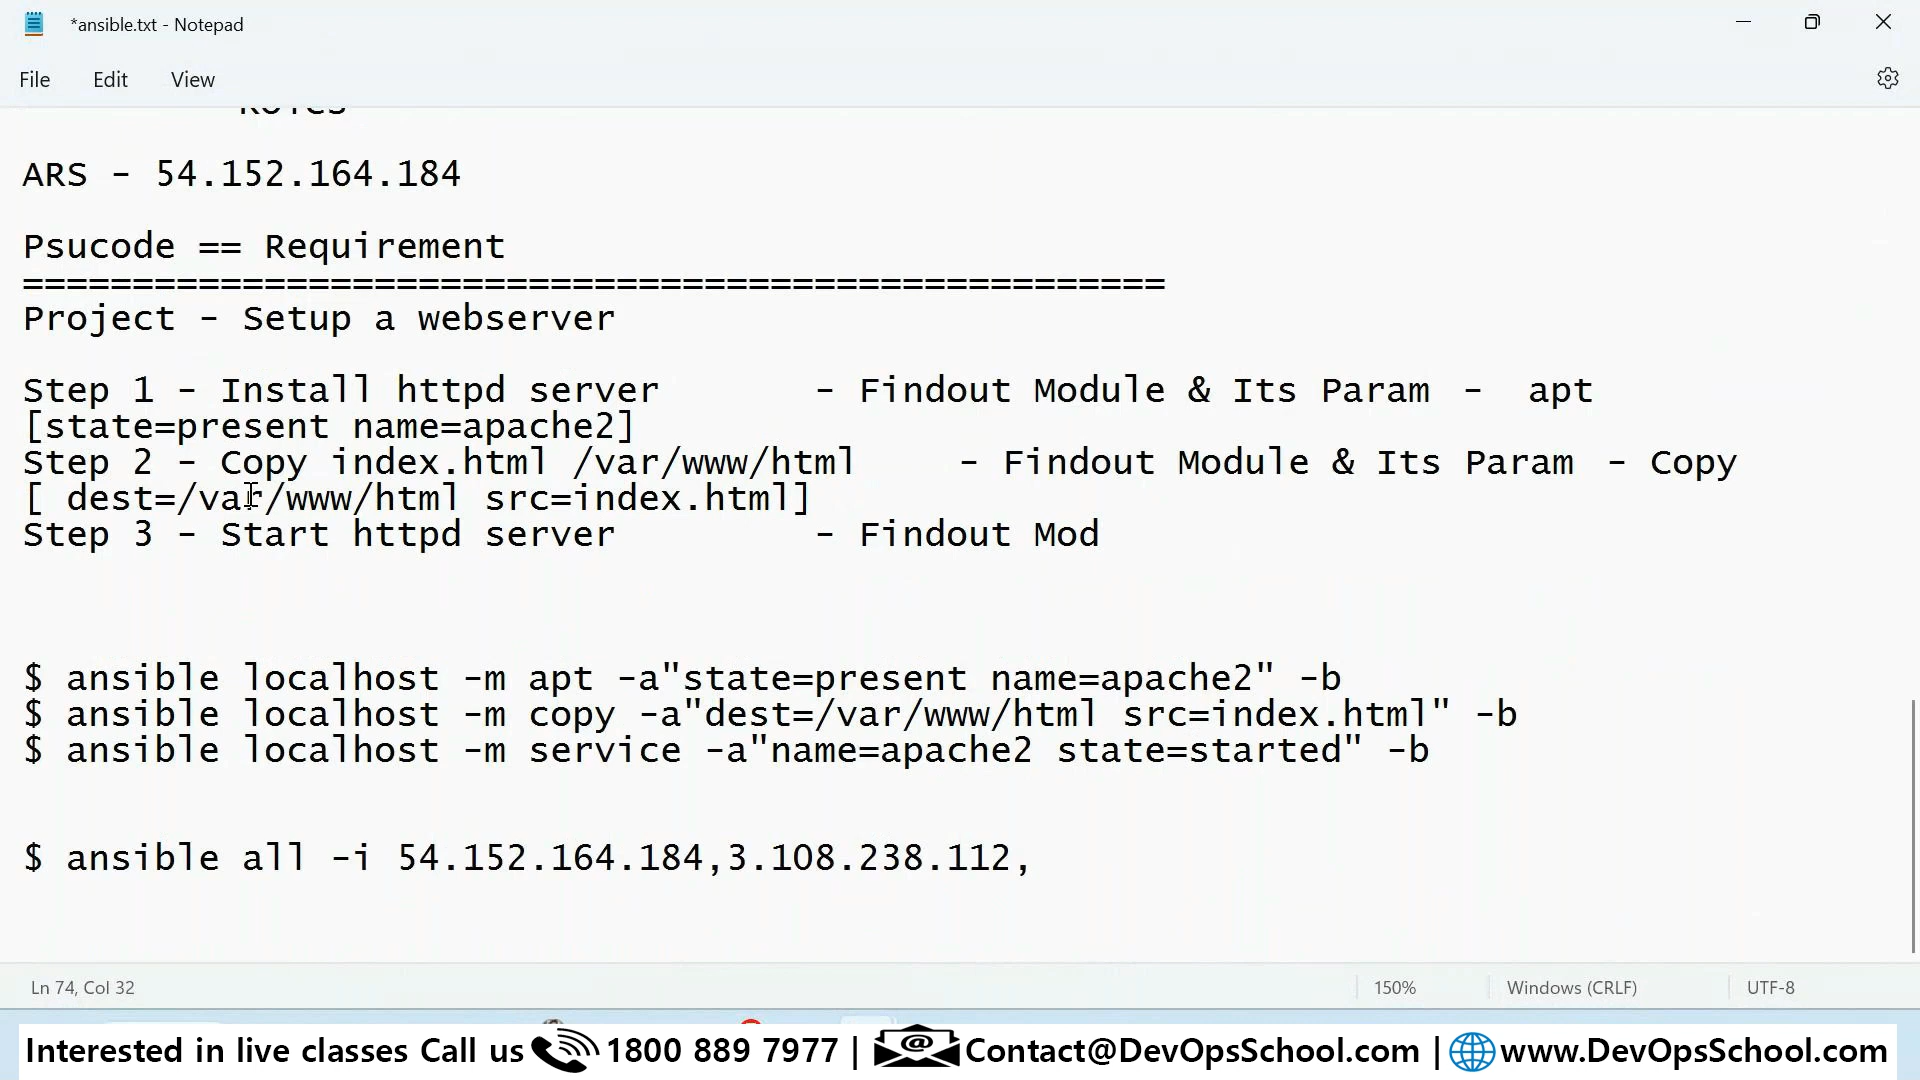 *ansible.txt - Notepad
File Edit View
ARS - 54.152.164.184
Psucode == Requirement
====================================================
Project - Setup a webserver
Step 1 - Install httpd server - Findout Module & Its Param - apt
[state=present name=apache2]
Step 2 - Copy index.html /var/www/html - Findout Module & Its Param - Copy
[ dest=/var/www/html src=index.html]
Step 3 - Start httpd server - Findout Mod
$ ansible localhost -m apt -a"state=present name=apache2" -b
$ ansible localhost -m copy -a"dest=/var/www/html src=index.html" -b
$ ansible localhost -m service -a"name=apache2 state=started" -b
$ ansible all -i 54.152.164.184,3.108.238.112,
Ln 74, Col 32 150% Windows (CRLF) UTF-8
Interested in live classes Call us 1800 889 7977 | Contact@DevOpsSchool.com | www.DevOpsSchool.com